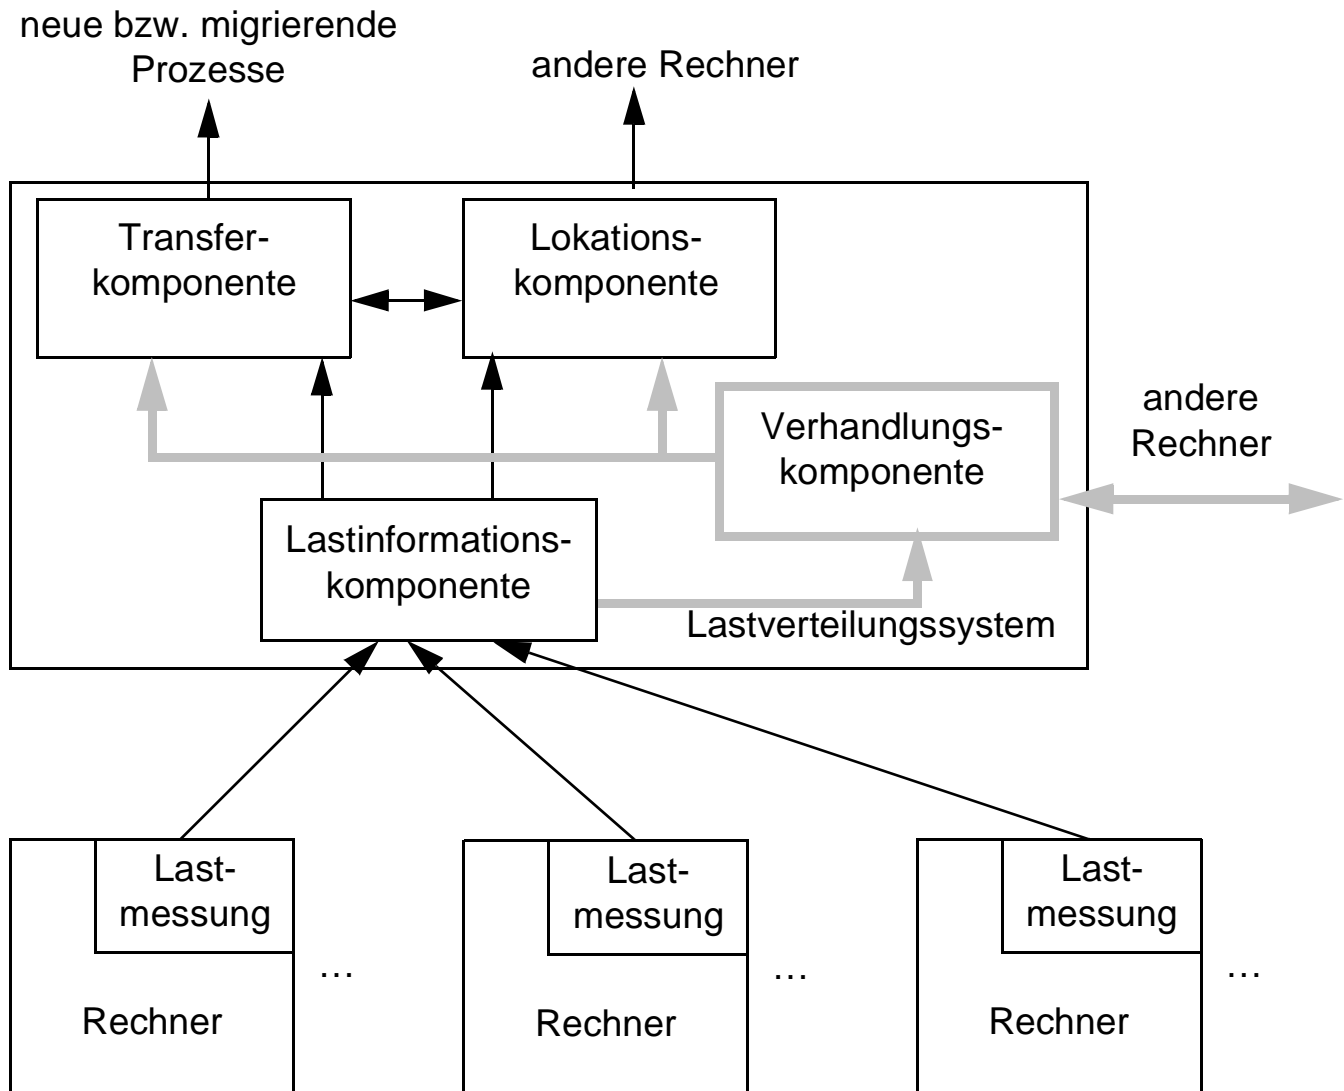 neue bzw. migrierende
Prozesse
andere Rechner
Transfer-
komponente
Lokations-
komponente
Verhandlungs-
komponente
andere
Rechner
Lastinformations-
komponente
Lastverteilungssystem
Last-
messung
...
Rechner
Last-
messung
...
Rechner
Last-
messung
...
Rechner